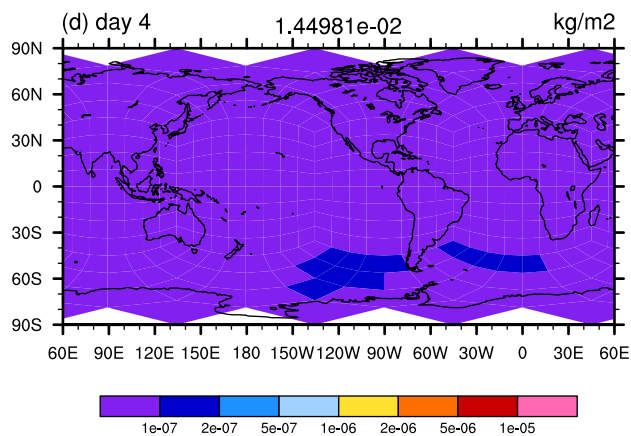 (d) day 4 1.44981e-02 kg/m2
90N
60N
30N
0
30S
60S
90S
60E 90E 120E 150E 180 150W 120W 90W 60W 30W 0 30E 60E
1e-07 2e-07 5e-07 1e-06 2e-06 5e-06 1e-05